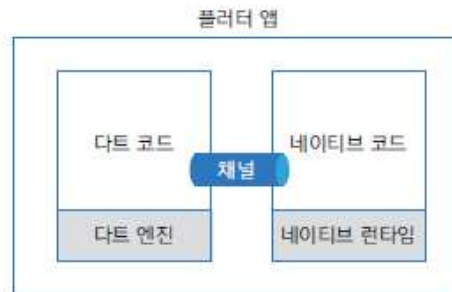 플러터 앱
다트 코드
네이티브 코드
채널
다트 엔진
네이티브 런타임